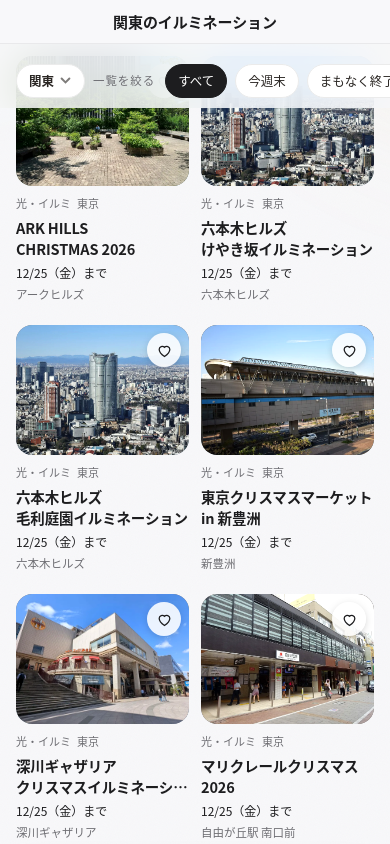 関東のイルミネーション
関東 一覧を絞る すべて 今週末 まもなく終了
光・イルミ 東京
ARK HILLS
CHRISTMAS 2026
12/25（金）まで
アークヒルズ
光・イルミ 東京
六本木ヒルズ
けやき坂イルミネーション
12/25（金）まで
六本木ヒルズ
光・イルミ 東京
六本木ヒルズ
毛利庭園イルミネーション
12/25（金）まで
六本木ヒルズ
光・イルミ 東京
東京クリスマスマーケット
in 新豊洲
12/25（金）まで
新豊洲
光・イルミ 東京
深川ギャザリア
クリスマスイルミネーシ…
12/25（金）まで
深川ギャザリア
光・イルミ 東京
マリクレールクリスマス
2026
12/25（金）まで
自由が丘駅 南口前